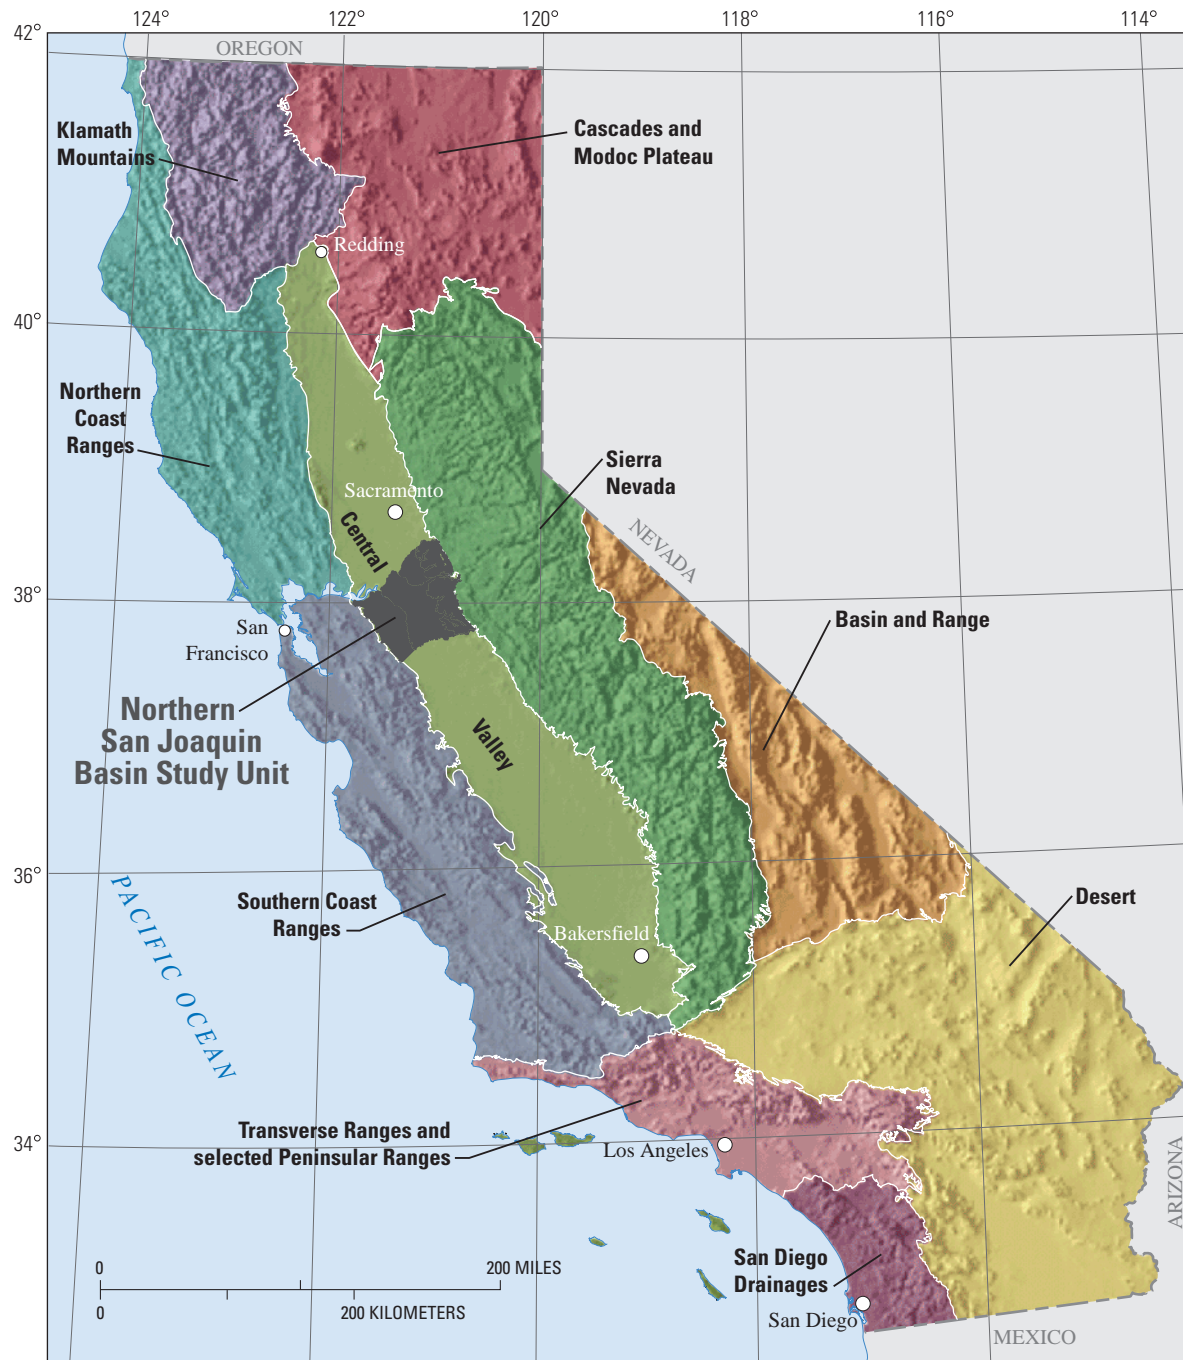 124°
122°
120°
118°
116°
114°
42°
OREGON
Klamath
Mountains
Cascades and
Modoc Plateau
Redding
40°
Northern
Coast
Ranges
Sierra
Nevada
Sacramento
Central
NEVADA
38°
San
Francisco
Basin and Range
Northern
San Joaquin
Basin Study Unit
Valley
36°
PACIFIC OCEAN
Southern Coast
Ranges
Desert
Bakersfield
34°
Transverse Ranges and
selected Peninsular Ranges
Los Angeles
ARIZONA
San Diego
Drainages
San Diego
MEXICO
0
200 MILES
0
200 KILOMETERS